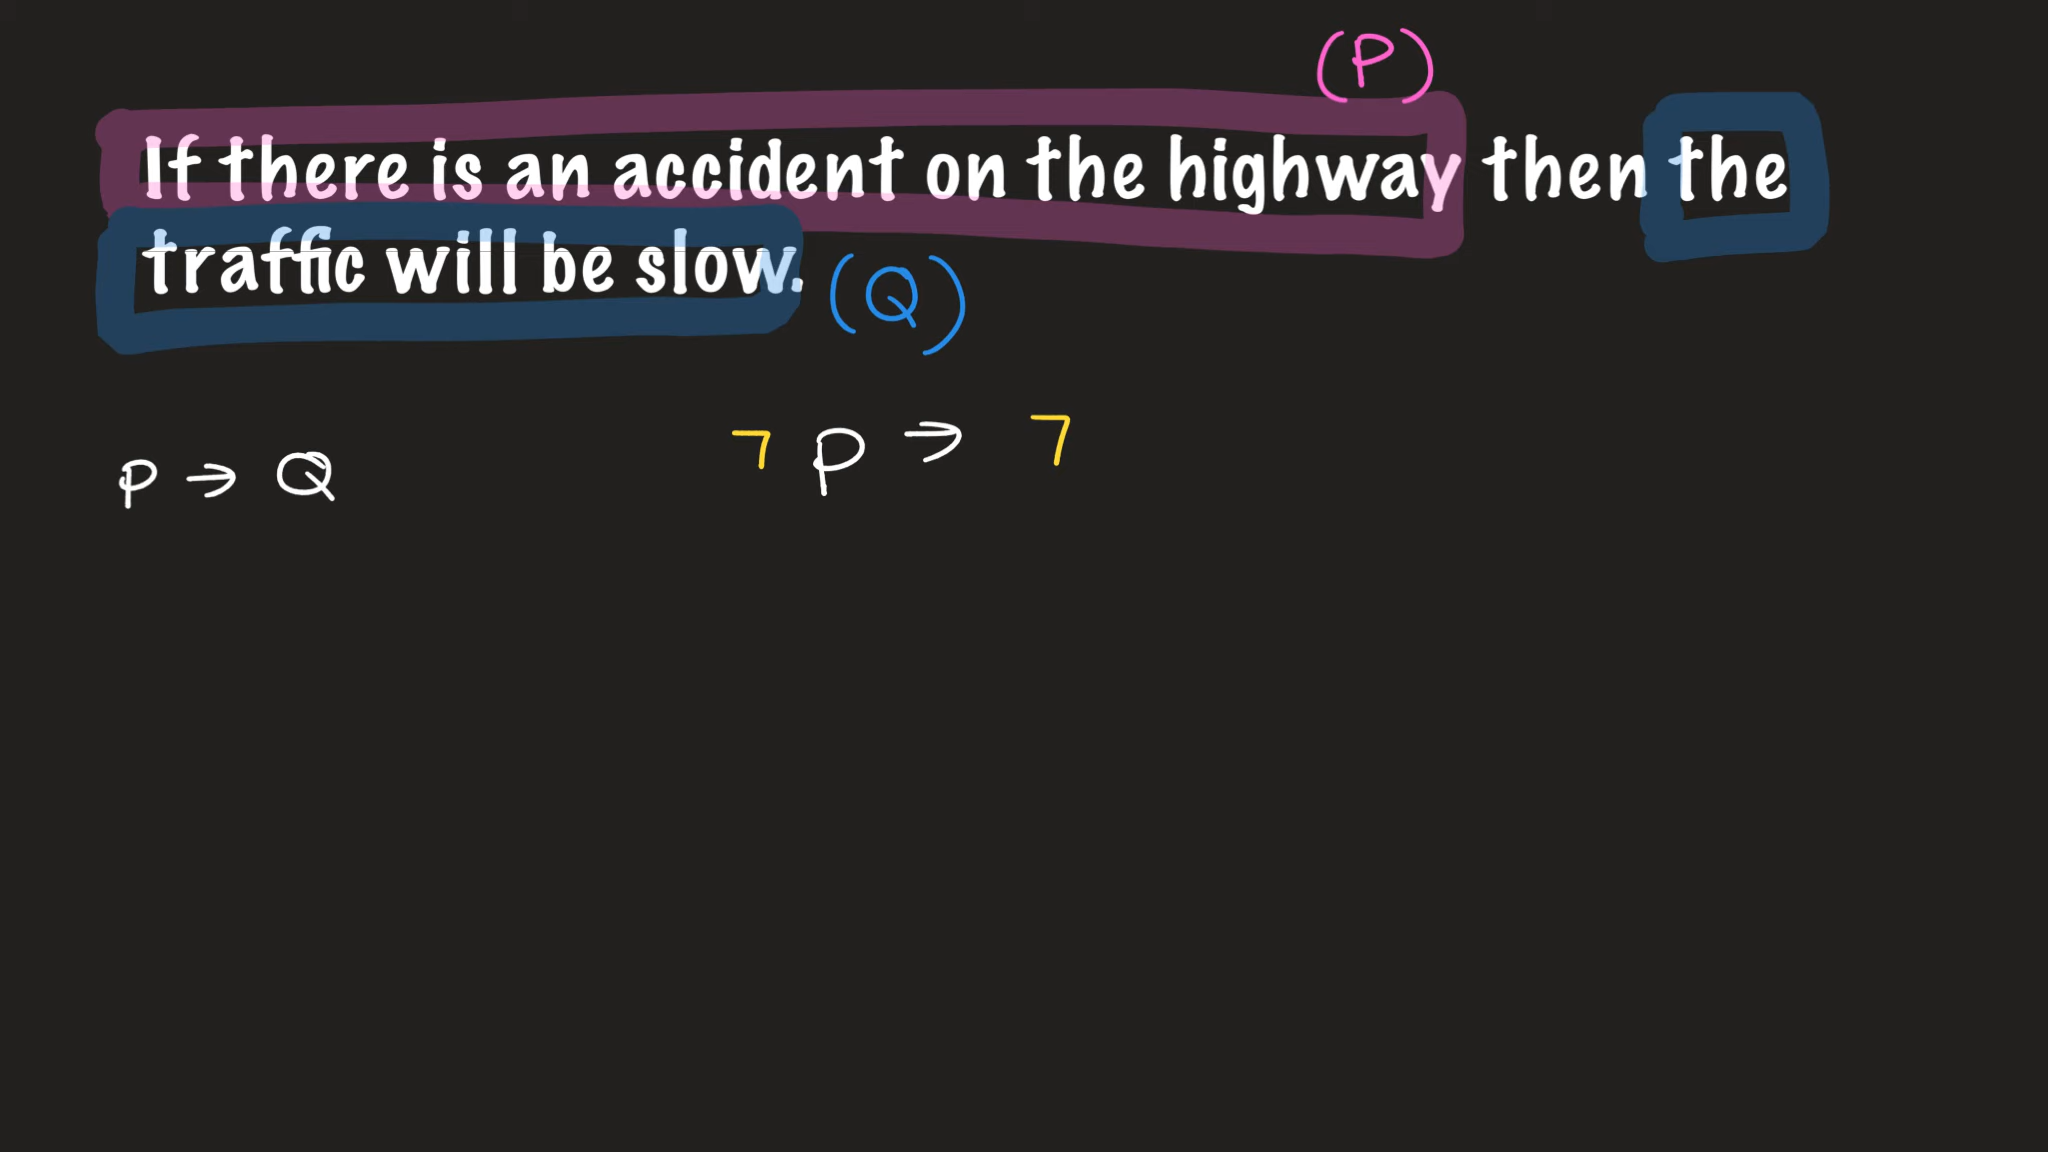 (P)
If there is an accident on the highway then the
traffic will be slow. (Q)
P → Q
¬ P → ¬